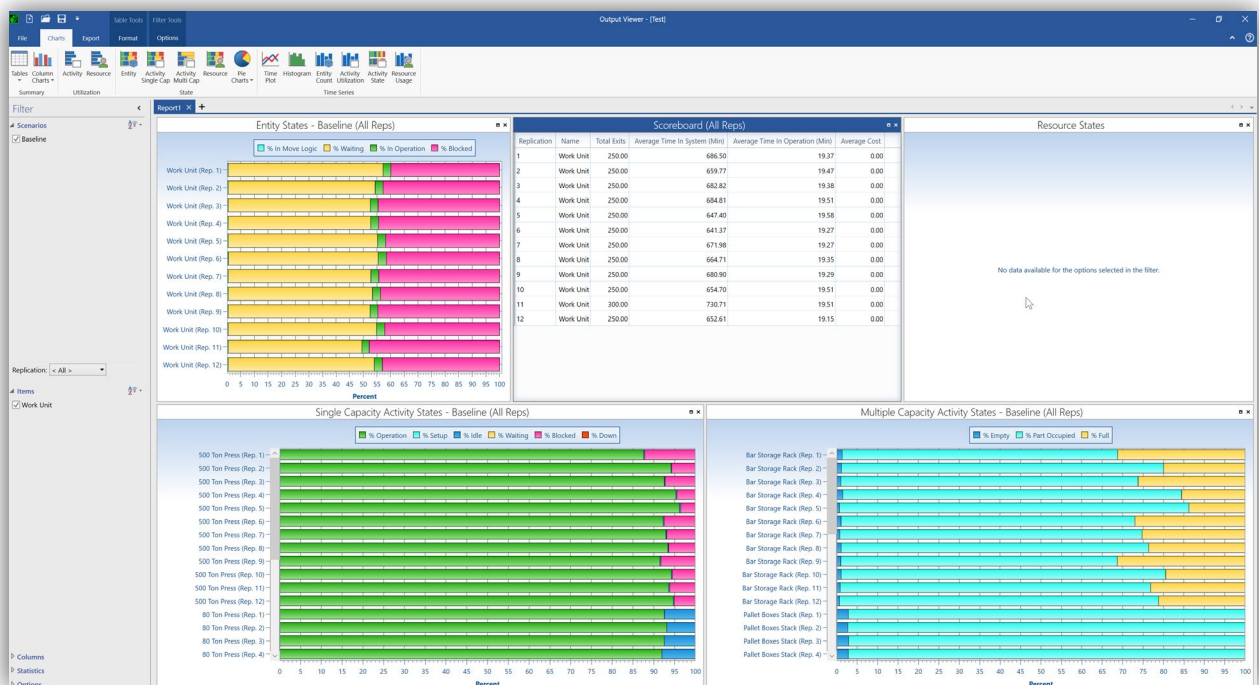 Table Tools Filter Tools Output Viewer - [Test]
File Charts Export Format Options
Tables Column Charts Activity Resource Entity Activity Single Cap Activity Multi Cap Resource Pie Charts Time Plot Histogram Entity Count Activity Utilization Activity State Resource Usage
Summary Utilization State Time Series
Filter
Scenarios
Baseline
Replication: < All >
Items
Work Unit
Columns
Statistics
Options
Report1
Entity States - Baseline (All Reps)
% In Move Logic % Waiting % In Operation % Blocked
Work Unit (Rep. 1)
Work Unit (Rep. 2)
Work Unit (Rep. 3)
Work Unit (Rep. 4)
Work Unit (Rep. 5)
Work Unit (Rep. 6)
Work Unit (Rep. 7)
Work Unit (Rep. 8)
Work Unit (Rep. 9)
Work Unit (Rep. 10)
Work Unit (Rep. 11)
Work Unit (Rep. 12)
0 5 10 15 20 25 30 35 40 45 50 55 60 65 70 75 80 85 90 95 100
Percent
Scoreboard (All Reps)
Replication Name Total Exits Average Time In System (Min) Average Time In Operation (Min) Average Cost
1 Work Unit 250.00 686.50 19.37 0.00
2 Work Unit 250.00 659.77 19.47 0.00
3 Work Unit 250.00 682.82 19.38 0.00
4 Work Unit 250.00 684.81 19.51 0.00
5 Work Unit 250.00 647.40 19.58 0.00
6 Work Unit 250.00 641.37 19.27 0.00
7 Work Unit 250.00 671.98 19.27 0.00
8 Work Unit 250.00 664.71 19.35 0.00
9 Work Unit 250.00 680.90 19.29 0.00
10 Work Unit 250.00 654.70 19.51 0.00
11 Work Unit 300.00 730.71 19.51 0.00
12 Work Unit 250.00 652.61 19.15 0.00
Resource States
No data available for the options selected in the filter.
Single Capacity Activity States - Baseline (All Reps)
% Operation % Setup % Idle % Waiting % Blocked % Down
500 Ton Press (Rep. 1)
500 Ton Press (Rep. 2)
500 Ton Press (Rep. 3)
500 Ton Press (Rep. 4)
500 Ton Press (Rep. 5)
500 Ton Press (Rep. 6)
500 Ton Press (Rep. 7)
500 Ton Press (Rep. 8)
500 Ton Press (Rep. 9)
500 Ton Press (Rep. 10)
500 Ton Press (Rep. 11)
500 Ton Press (Rep. 12)
80 Ton Press (Rep. 1)
80 Ton Press (Rep. 2)
80 Ton Press (Rep. 3)
80 Ton Press (Rep. 4)
0 5 10 15 20 25 30 35 40 45 50 55 60 65 70 75 80 85 90 95 100
Percent
Multiple Capacity Activity States - Baseline (All Reps)
% Empty % Part Occupied % Full
Bar Storage Rack (Rep. 1)
Bar Storage Rack (Rep. 2)
Bar Storage Rack (Rep. 3)
Bar Storage Rack (Rep. 4)
Bar Storage Rack (Rep. 5)
Bar Storage Rack (Rep. 6)
Bar Storage Rack (Rep. 7)
Bar Storage Rack (Rep. 8)
Bar Storage Rack (Rep. 9)
Bar Storage Rack (Rep. 10)
Bar Storage Rack (Rep. 11)
Bar Storage Rack (Rep. 12)
Pallet Boxes Stack (Rep. 1)
Pallet Boxes Stack (Rep. 2)
Pallet Boxes Stack (Rep. 3)
Pallet Boxes Stack (Rep. 4)
0 5 10 15 20 25 30 35 40 45 50 55 60 65 70 75 80 85 90 95 100
Percent